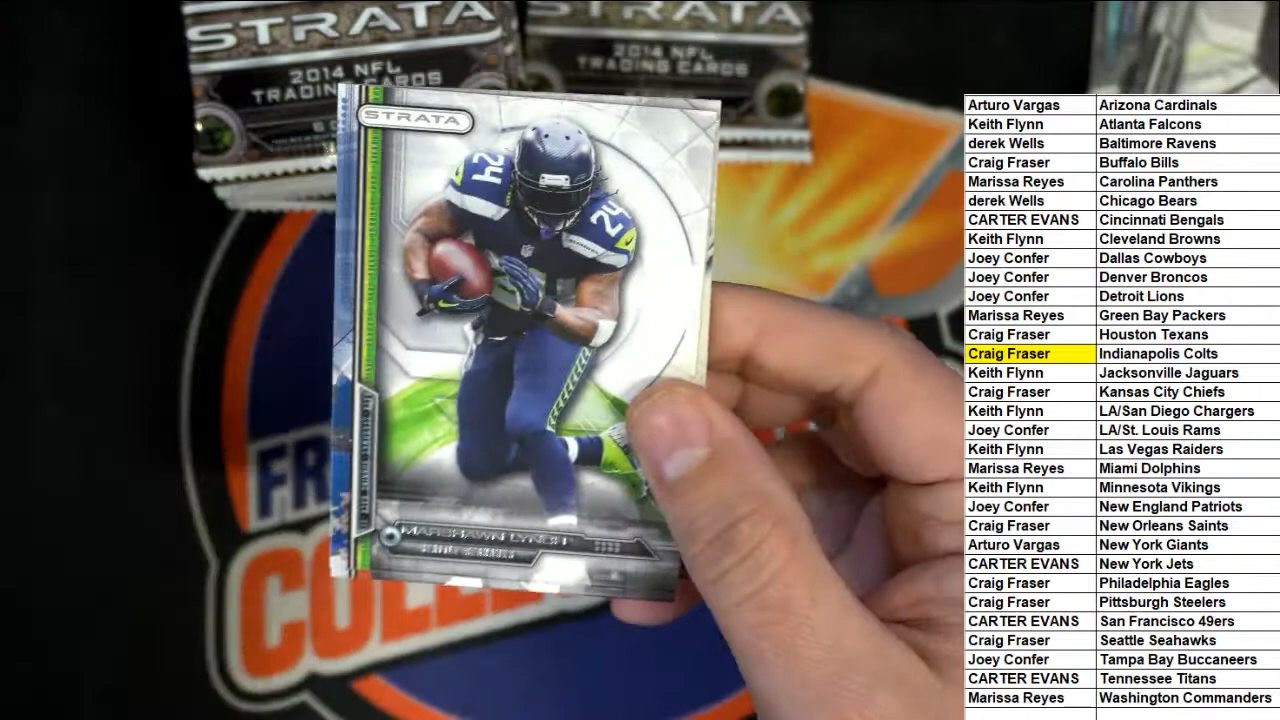 STRATA
STRATA
2014 NFL
TRADING CARDS
2014 NFL
TRADING CARDS
STRATA
24
24
MARSHAWN LYNCH
SEATTLE SEAHAWKS
FR
COLLE
Arturo Vargas Arizona Cardinals
Keith Flynn Atlanta Falcons
derek Wells Baltimore Ravens
Craig Fraser Buffalo Bills
Marissa Reyes Carolina Panthers
derek Wells Chicago Bears
CARTER EVANS Cincinnati Bengals
Keith Flynn Cleveland Browns
Joey Confer Dallas Cowboys
Joey Confer Denver Broncos
Joey Confer Detroit Lions
Marissa Reyes Green Bay Packers
Craig Fraser Houston Texans
Craig Fraser Indianapolis Colts
Keith Flynn Jacksonville Jaguars
Craig Fraser Kansas City Chiefs
Keith Flynn LA/San Diego Chargers
Joey Confer LA/St. Louis Rams
Keith Flynn Las Vegas Raiders
Marissa Reyes Miami Dolphins
Keith Flynn Minnesota Vikings
Joey Confer New England Patriots
Craig Fraser New Orleans Saints
Arturo Vargas New York Giants
CARTER EVANS New York Jets
Craig Fraser Philadelphia Eagles
Craig Fraser Pittsburgh Steelers
CARTER EVANS San Francisco 49ers
Craig Fraser Seattle Seahawks
Joey Confer Tampa Bay Buccaneers
CARTER EVANS Tennessee Titans
Marissa Reyes Washington Commanders